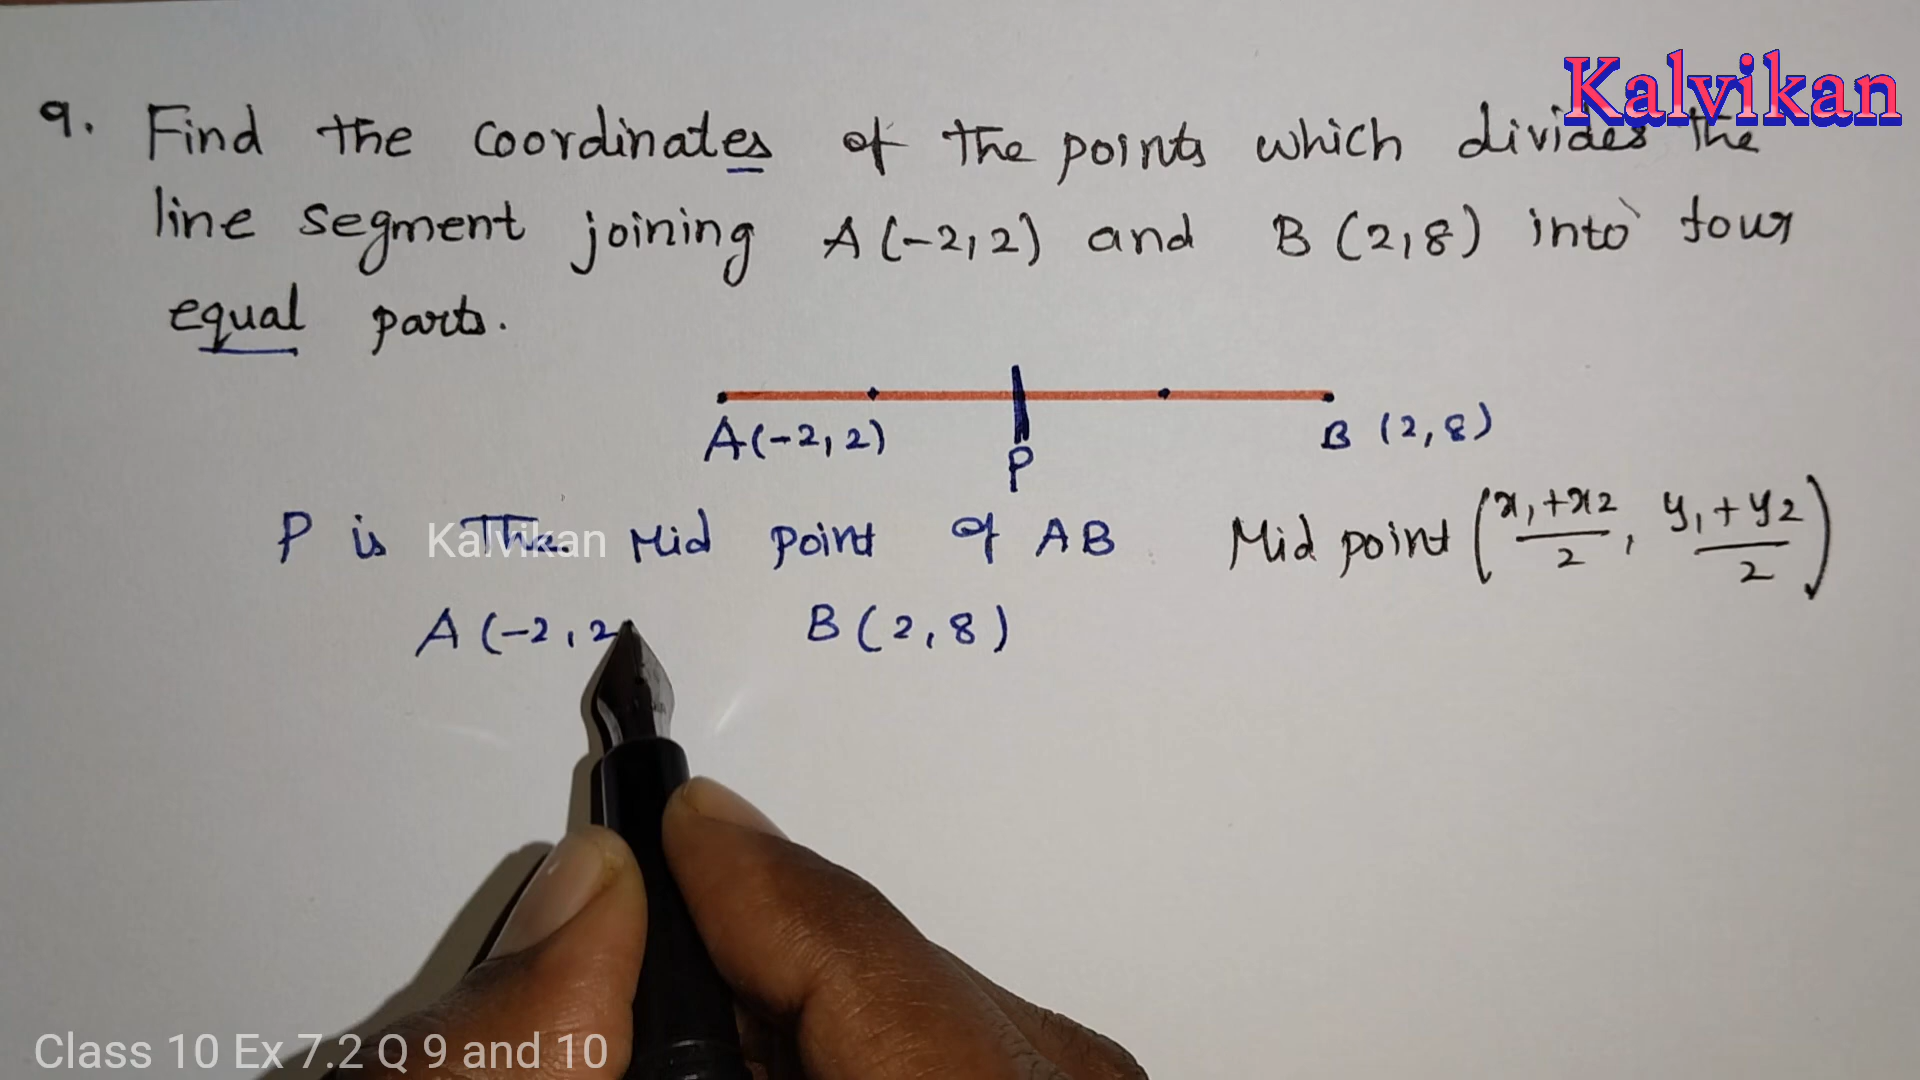 Kalvikan
9. Find the coordinates of the points which divides the
line segment joining A (-2,2) and B (2,8) into four
equal parts.
A(-2,2) P B (2,8)
P is The Mid point of AB Mid point (x₁+x₂/2, y₁+y₂/2)
Kalvikan
A (-2,2 B (2,8)
Class 10 Ex 7.2 Q 9 and 10